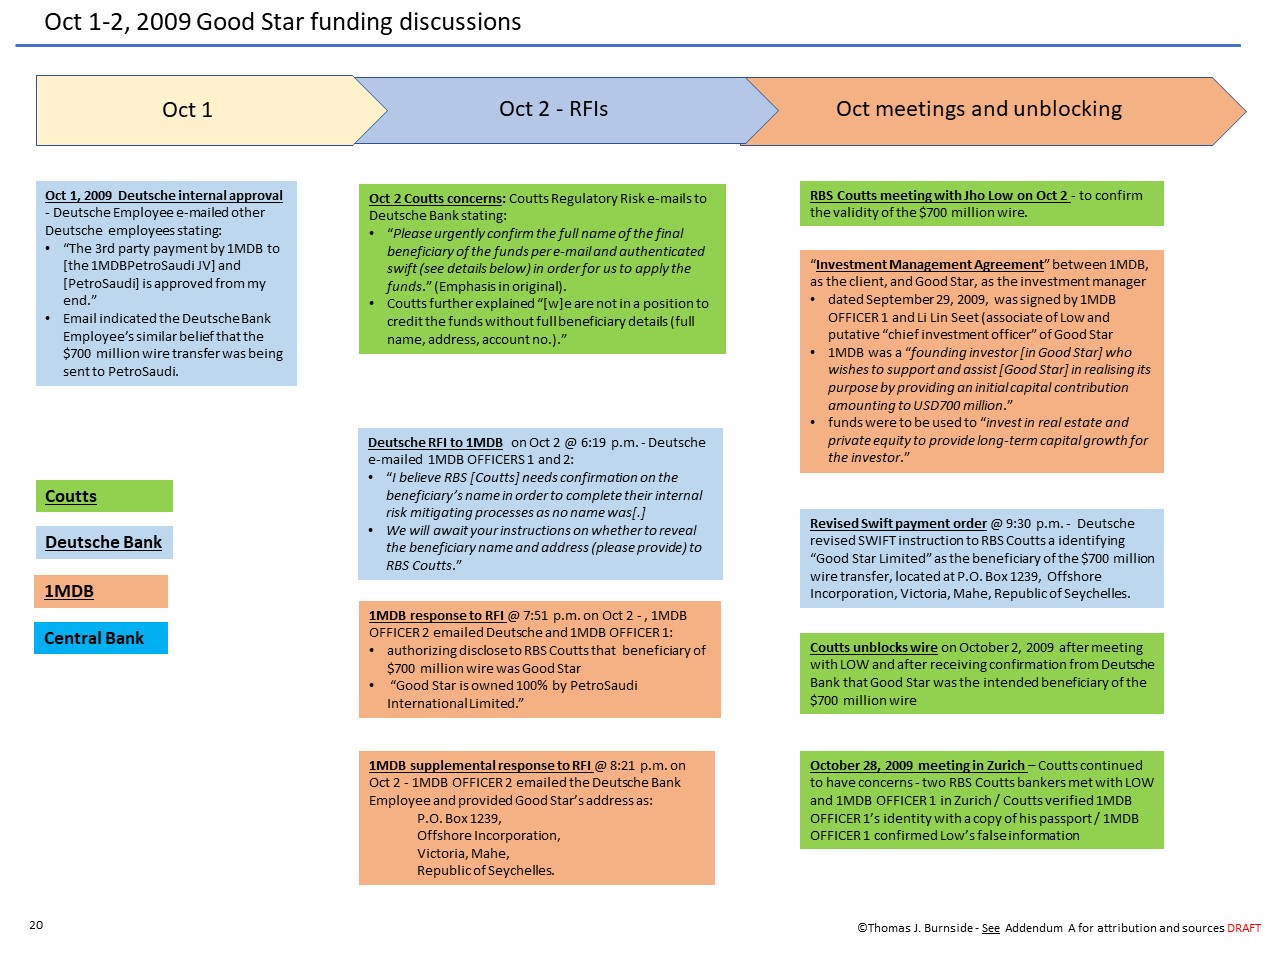 Oct 1-2, 2009 Good Star funding discussions
Oct 1
Oct 2 - RFIs
Oct meetings and unblocking
Oct 1, 2009 Deutsche internal approval
- Deutsche Employee e-mailed other
Deutsche employees stating:
• “The 3rd party payment by 1MDB to
[the 1MDBPetroSaudi JV] and
[PetroSaudi] is approved from my
end.”
• Email indicated the Deutsche Bank
Employee’s similar belief that the
$700 million wire transfer was being
sent to PetroSaudi.
Coutts
Deutsche Bank
1MDB
Central Bank
Oct 2 Coutts concerns: Coutts Regulatory Risk e-mails to
Deutsche Bank stating:
• “Please urgently confirm the full name of the final
beneficiary of the funds per e-mail and authenticated
swift (see details below) in order for us to apply the
funds.” (Emphasis in original).
• Coutts further explained “[w]e are not in a position to
credit the funds without full beneficiary details (full
name, address, account no.).”
Deutsche RFI to 1MDB on Oct 2 @ 6:19 p.m. - Deutsche
e-mailed 1MDB OFFICERS 1 and 2:
• “I believe RBS [Coutts] needs confirmation on the
beneficiary’s name in order to complete their internal
risk mitigating processes as no name was[.]
• We will await your instructions on whether to reveal
the beneficiary name and address (please provide) to
RBS Coutts.”
1MDB response to RFI @ 7:51 p.m. on Oct 2 - , 1MDB
OFFICER 2 emailed Deutsche and 1MDB OFFICER 1:
• authorizing disclose to RBS Coutts that beneficiary of
$700 million wire was Good Star
• “Good Star is owned 100% by PetroSaudi
International Limited.”
1MDB supplemental response to RFI @ 8:21 p.m. on
Oct 2 - 1MDB OFFICER 2 emailed the Deutsche Bank
Employee and provided Good Star’s address as:
P.O. Box 1239,
Offshore Incorporation,
Victoria, Mahe,
Republic of Seychelles.
RBS Coutts meeting with Jho Low on Oct 2 - to confirm
the validity of the $700 million wire.
“Investment Management Agreement” between 1MDB,
as the client, and Good Star, as the investment manager
• dated September 29, 2009, was signed by 1MDB
OFFICER 1 and Li Lin Seet (associate of Low and
putative “chief investment officer” of Good Star
• 1MDB was a “founding investor [in Good Star] who
wishes to support and assist [Good Star] in realising its
purpose by providing an initial capital contribution
amounting to USD700 million.”
• funds were to be used to “invest in real estate and
private equity to provide long-term capital growth for
the investor.”
Revised Swift payment order @ 9:30 p.m. - Deutsche
revised SWIFT instruction to RBS Coutts a identifying
“Good Star Limited” as the beneficiary of the $700 million
wire transfer, located at P.O. Box 1239, Offshore
Incorporation, Victoria, Mahe, Republic of Seychelles.
Coutts unblocks wire on October 2, 2009 after meeting
with LOW and after receiving confirmation from Deutsche
Bank that Good Star was the intended beneficiary of the
$700 million wire
October 28, 2009 meeting in Zurich – Coutts continued
to have concerns - two RBS Coutts bankers met with LOW
and 1MDB OFFICER 1 in Zurich / Coutts verified 1MDB
OFFICER 1’s identity with a copy of his passport / 1MDB
OFFICER 1 confirmed Low’s false information
20
©Thomas J. Burnside - See Addendum A for attribution and sources DRAFT